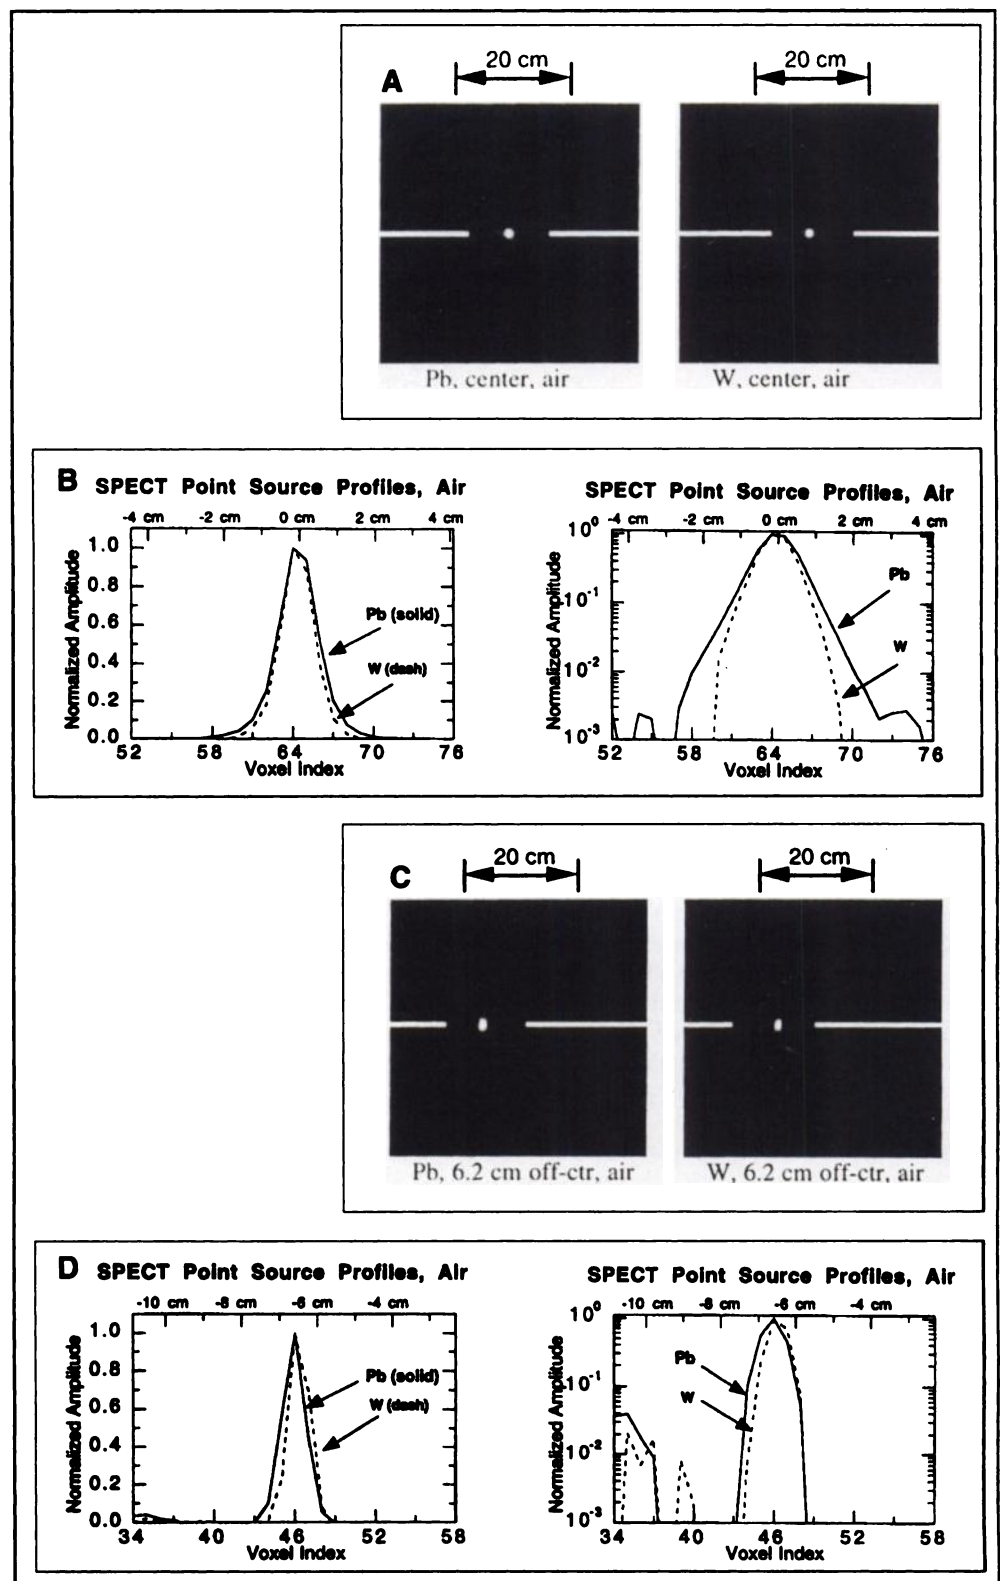 A
20 cm
20 cm
Pb, center, air
W, center, air
B
SPECT Point Source Profiles, Air
-4 cm -2 cm 0 cm 2 cm 4 cm
1.0
0.8
0.6
0.4
0.2
0.0
Normalized Amplitude
Pb (solid)
W (dash)
52 58 64 70 76
Voxel Index
SPECT Point Source Profiles, Air
-4 cm -2 cm 0 cm 2 cm 4 cm
10^0
10^-1
10^-2
10^-3
Normalized Amplitude
Pb
W
52 58 64 70 76
Voxel Index
C
20 cm
20 cm
Pb, 6.2 cm off-ctr, air
W, 6.2 cm off-ctr, air
D
SPECT Point Source Profiles, Air
-10 cm -8 cm -6 cm -4 cm
1.0
0.8
0.6
0.4
0.2
0.0
Normalized Amplitude
Pb (solid)
W (dash)
34 40 46 52 58
Voxel Index
SPECT Point Source Profiles, Air
-10 cm -8 cm -6 cm -4 cm
10^0
10^-1
10^-2
10^-3
Normalized Amplitude
Pb
W
34 40 46 52 58
Voxel Index